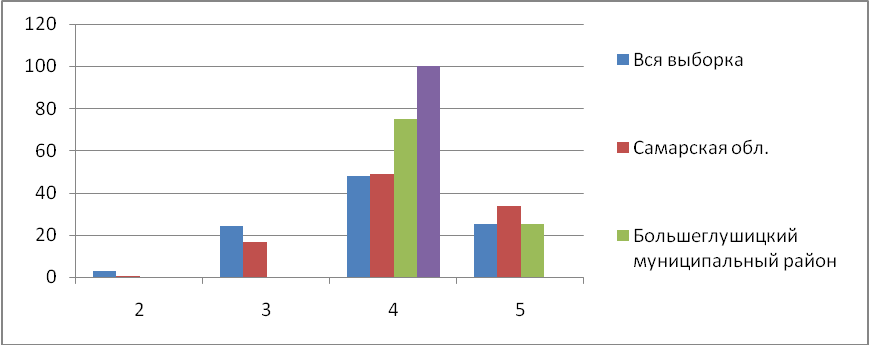 120
100
80
60
40
20
0
2 3 4 5
Вся выборка
Самарская обл.
Большеглушицкий
муниципальный район